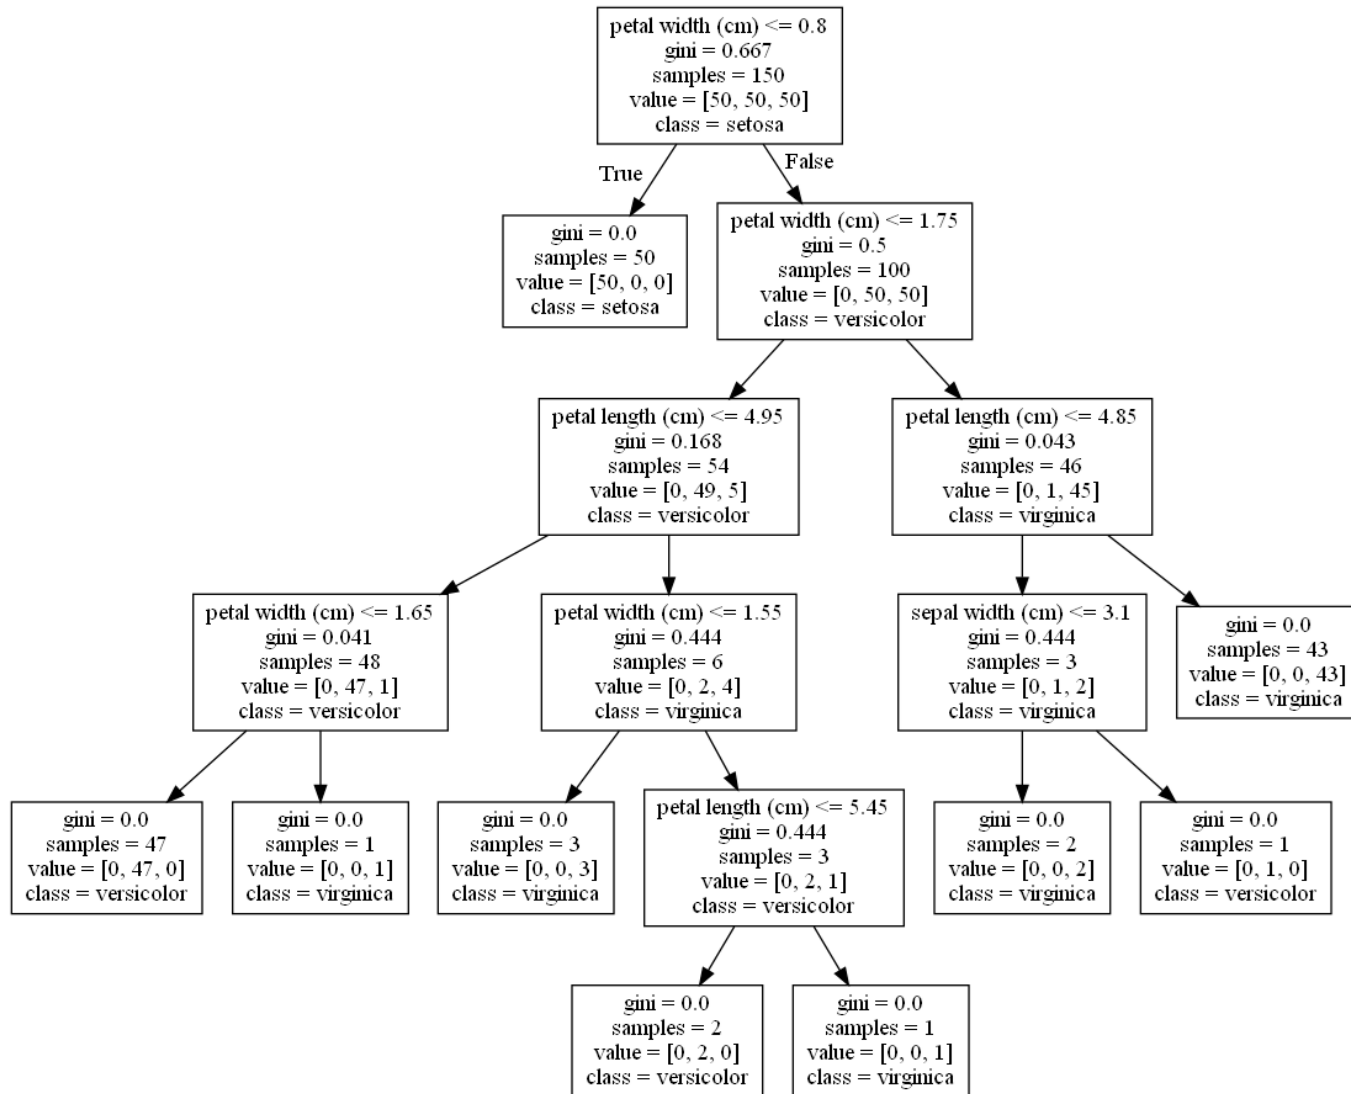 petal width (cm) <= 0.8
gini = 0.667
samples = 150
value = [50, 50, 50]
class = setosa
True
False
gini = 0.0
samples = 50
value = [50, 0, 0]
class = setosa
petal width (cm) <= 1.75
gini = 0.5
samples = 100
value = [0, 50, 50]
class = versicolor
petal length (cm) <= 4.95
gini = 0.168
samples = 54
value = [0, 49, 5]
class = versicolor
petal length (cm) <= 4.85
gini = 0.043
samples = 46
value = [0, 1, 45]
class = virginica
petal width (cm) <= 1.65
gini = 0.041
samples = 48
value = [0, 47, 1]
class = versicolor
petal width (cm) <= 1.55
gini = 0.444
samples = 6
value = [0, 2, 4]
class = virginica
sepal width (cm) <= 3.1
gini = 0.444
samples = 3
value = [0, 1, 2]
class = virginica
gini = 0.0
samples = 43
value = [0, 0, 43]
class = virginica
gini = 0.0
samples = 47
value = [0, 47, 0]
class = versicolor
gini = 0.0
samples = 1
value = [0, 0, 1]
class = virginica
gini = 0.0
samples = 3
value = [0, 0, 3]
class = virginica
petal length (cm) <= 5.45
gini = 0.444
samples = 3
value = [0, 2, 1]
class = versicolor
gini = 0.0
samples = 2
value = [0, 0, 2]
class = virginica
gini = 0.0
samples = 1
value = [0, 1, 0]
class = versicolor
gini = 0.0
samples = 2
value = [0, 2, 0]
class = versicolor
gini = 0.0
samples = 1
value = [0, 0, 1]
class = virginica